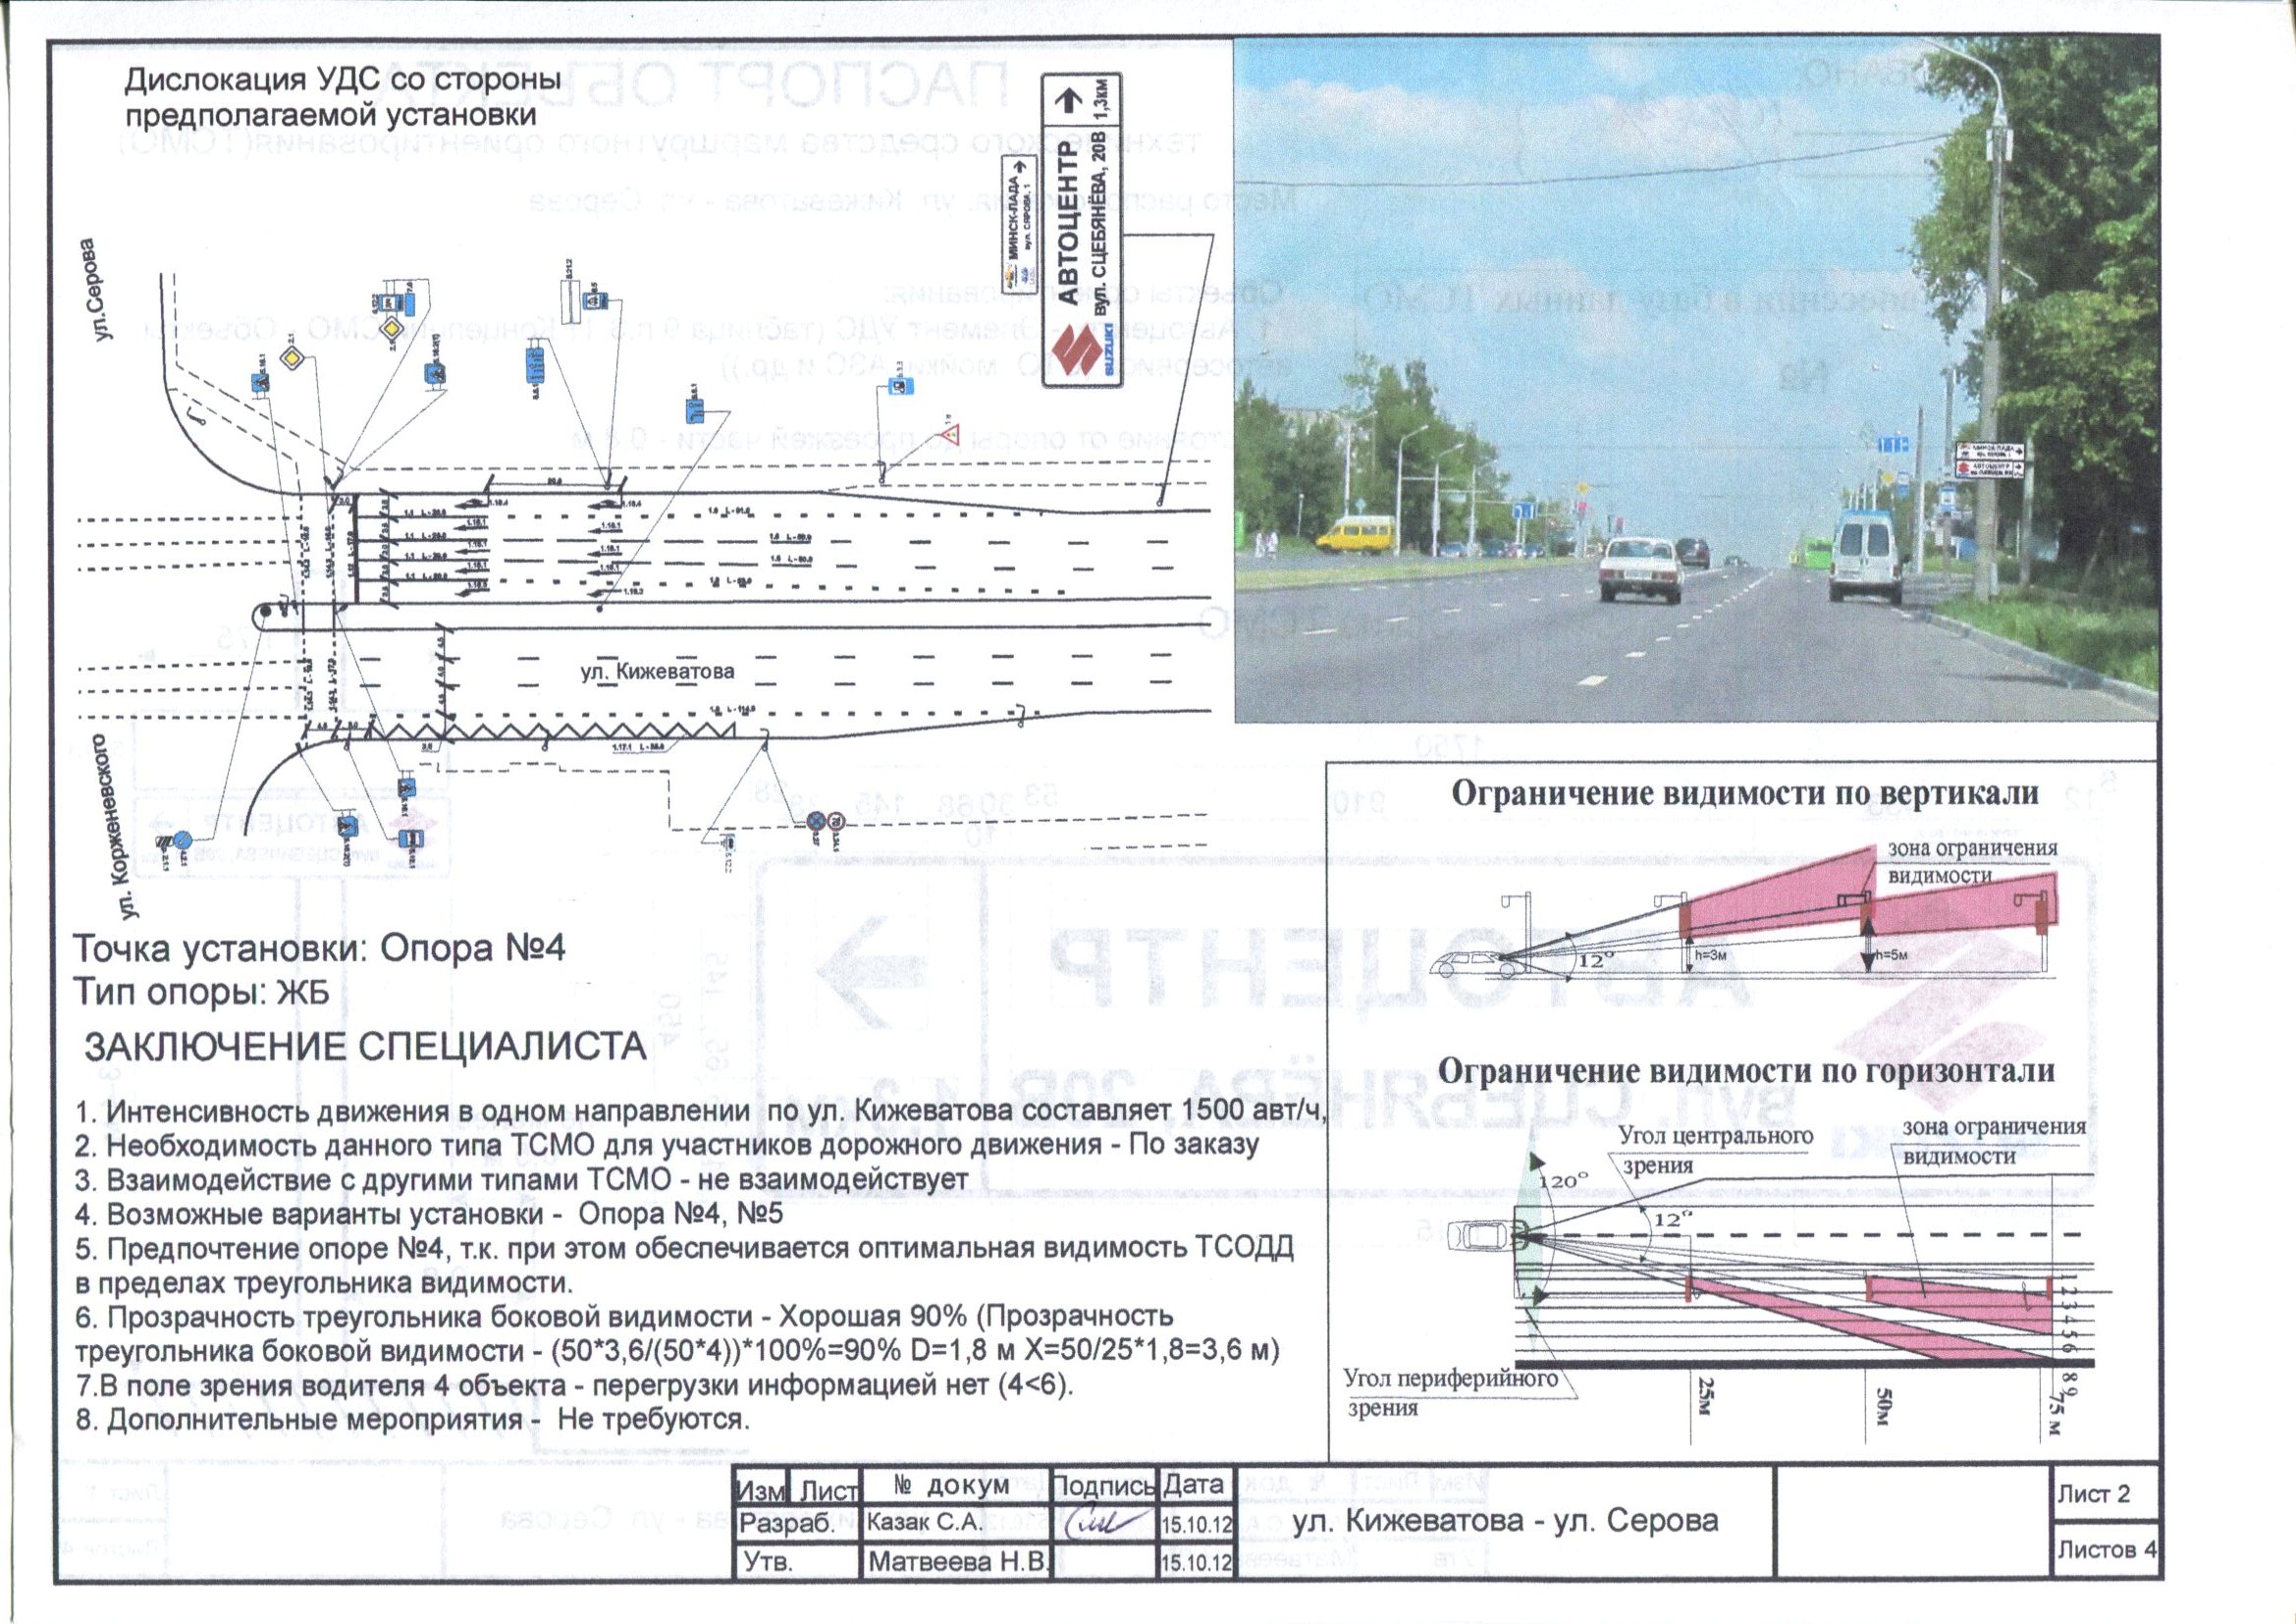 Дислокация УДС со стороны
предполагаемой установки
ул.Серова
МИНСК-ЛАДА
вул. СЯРОВА, 1
АВТОЦЕНТР
SUZUKI
вул. СЦЕБЯНЕВА, 20В
1,3км
ул. Кижеватова
ул. Корженевского
Точка установки: Опора №4
Тип опоры: ЖБ
ЗАКЛЮЧЕНИЕ СПЕЦИАЛИСТА
1. Интенсивность движения в одном направлении по ул. Кижеватова составляет 1500 авт/ч,
2. Необходимость данного типа ТСМО для участников дорожного движения - По заказу
3. Взаимодействие с другими типами ТСМО - не взаимодействует
4. Возможные варианты установки - Опора №4, №5
5. Предпочтение опоре №4, т.к. при этом обеспечивается оптимальная видимость ТСОДД
в пределах треугольника видимости.
6. Прозрачность треугольника боковой видимости - Хорошая 90% (Прозрачность
треугольника боковой видимости - (50*3,6/(50*4))*100%=90% D=1,8 м X=50/25*1,8=3,6 м)
7.В поле зрения водителя 4 объекта - перегрузки информацией нет (4<6).
8. Дополнительные мероприятия - Не требуются.
Ограничение видимости по вертикали
зона ограничения
видимости
12°
h=3м
h=5м
Ограничение видимости по горизонтали
Угол центрального
зрения
зона ограничения
видимости
120°
12°
1 2 3 4 5 6
8 9
Угол периферийного
зрения
25м
50м
75 м
Изм Лист № докум Подпись Дата
Разраб. Казак С.А. 15.10.12
Утв. Матвеева Н.В. 15.10.12
ул. Кижеватова - ул. Серова
Лист 2
Листов 4